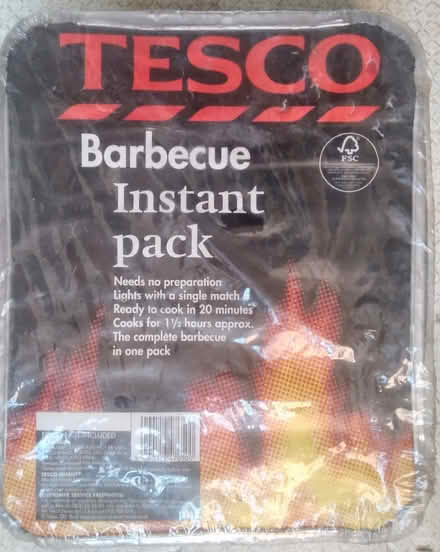 TESCO
Barbecue
Instant
pack
FSC
Needs no preparation
Lights with a single match
Ready to cook in 20 minutes
Cooks for 1½ hours approx.
The complete barbecue
in one pack
INCLUDED